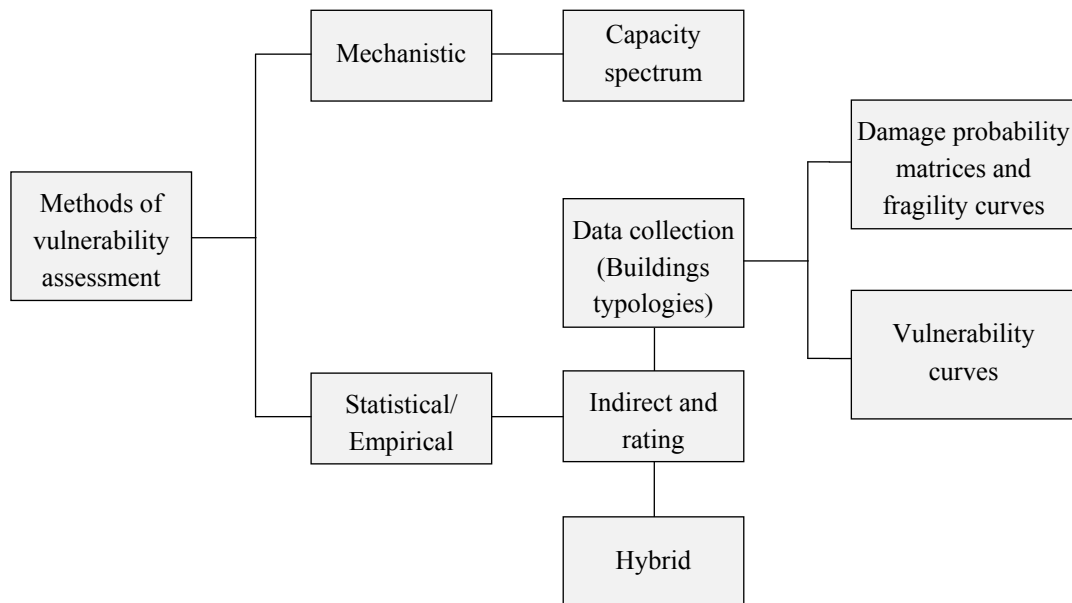 Methods of
vulnerability
assessment
Mechanistic
Capacity
spectrum
Statistical/
Empirical
Data collection
(Buildings
typologies)
Indirect and
rating
Hybrid
Damage probability
matrices and
fragility curves
Vulnerability
curves